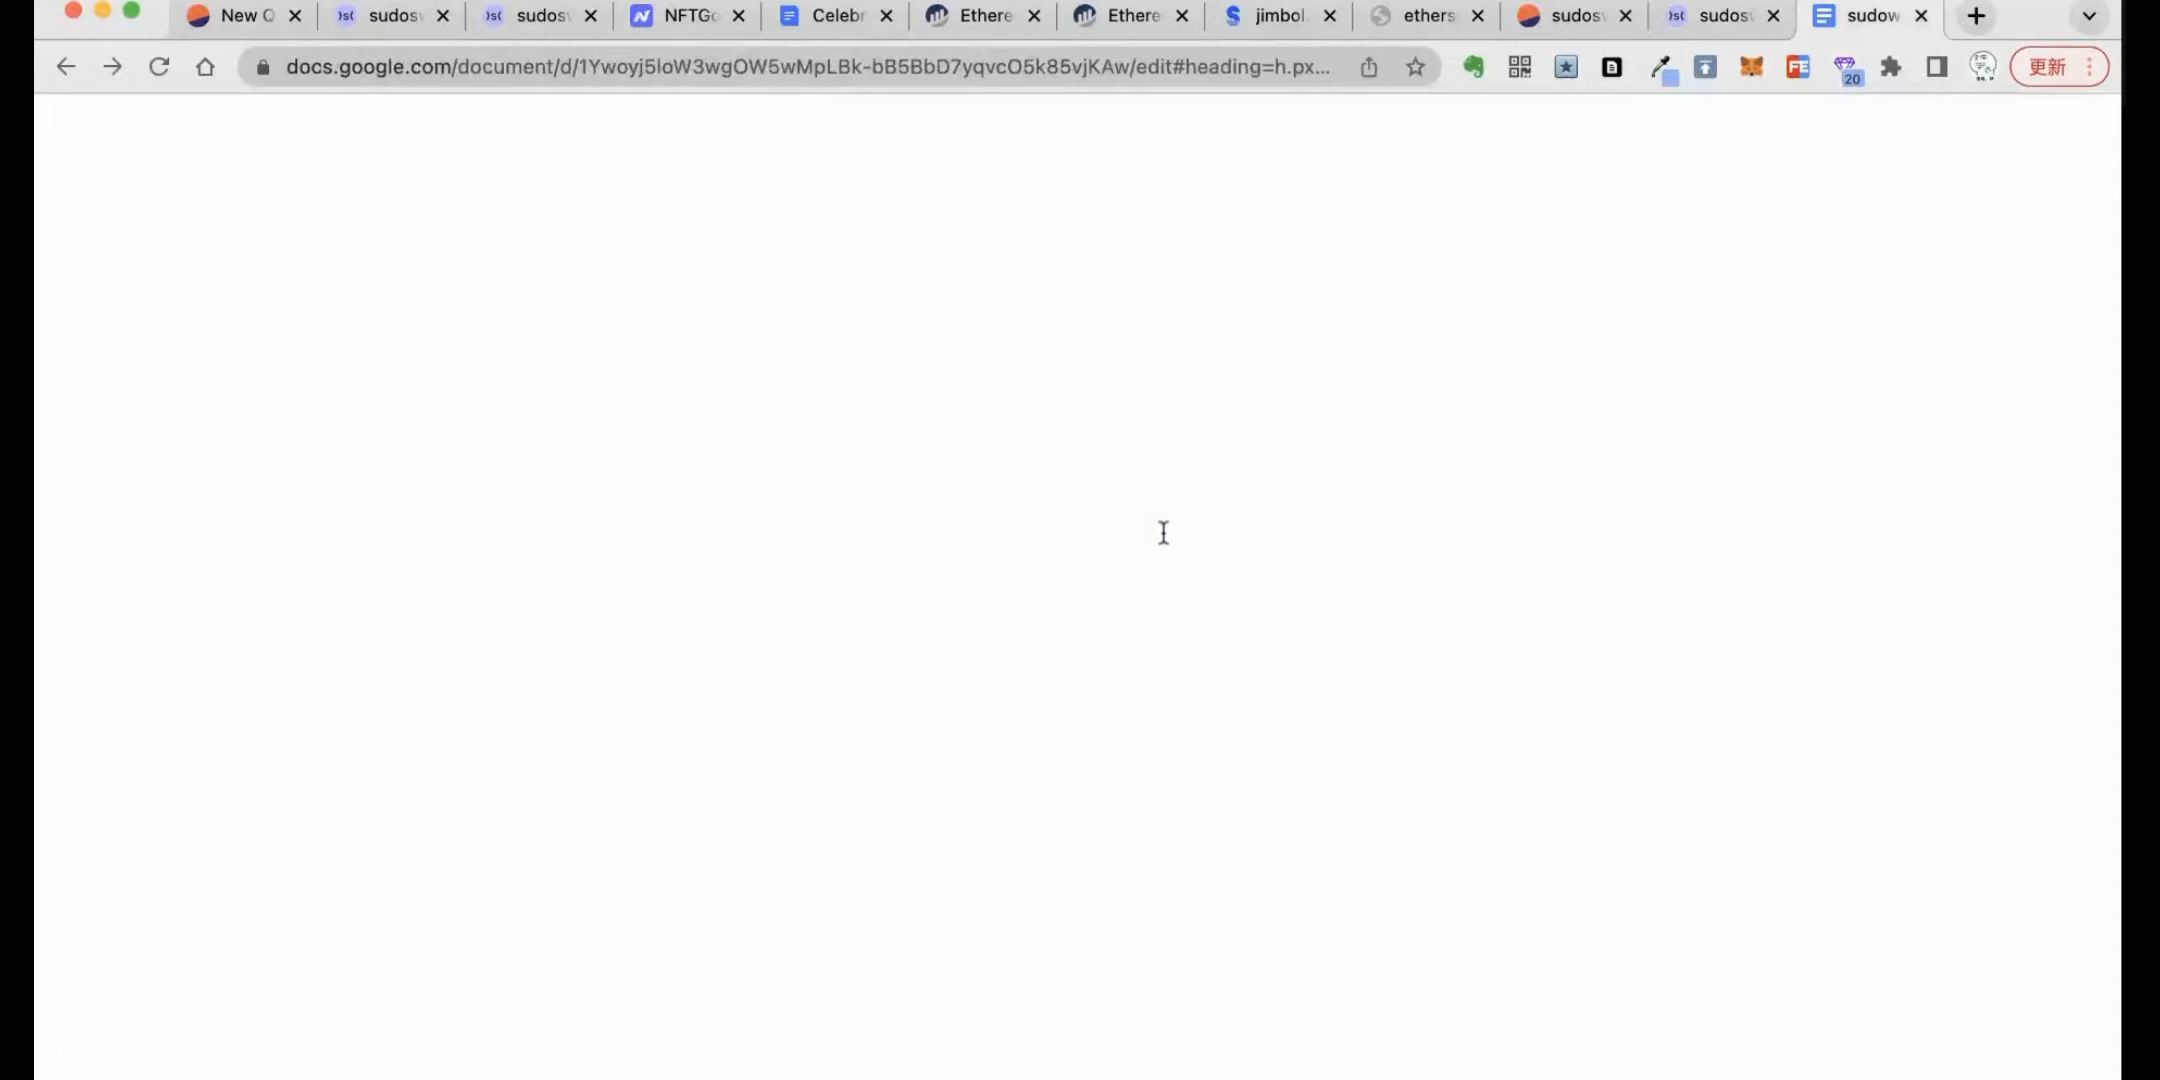 New Q
sudos
sudos
NFTGo
Celebr
Ethere
Ethere
jimbol
ethers
sudos
sudos
sudow
docs.google.com/document/d/1Ywoyj5loW3wgOW5wMpLBk-bB5BbD7yqvcO5k85vjKAw/edit#heading=h.px...
20
更新